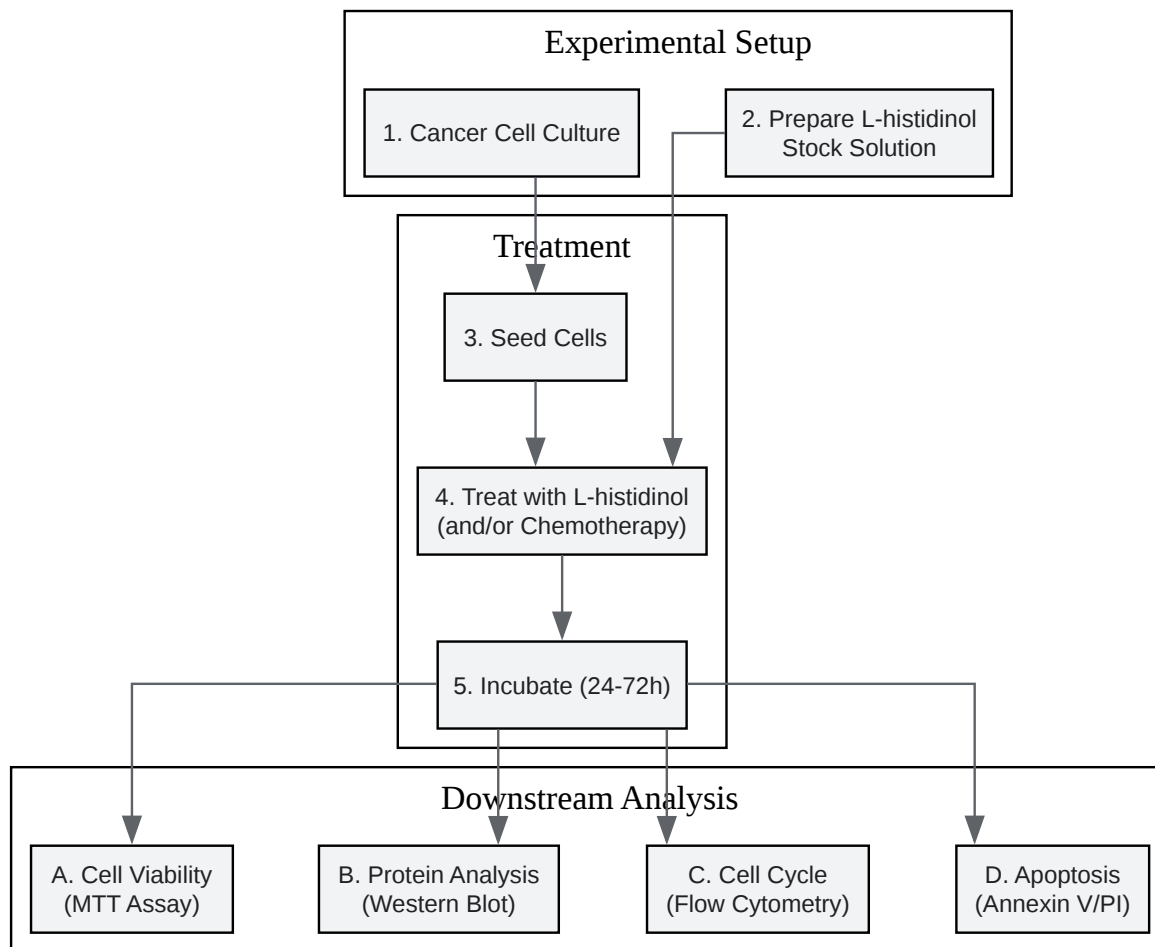 Experimental Setup
1. Cancer Cell Culture
2. Prepare L-histidinol
Stock Solution
Treatment
3. Seed Cells
4. Treat with L-histidinol
(and/or Chemotherapy)
5. Incubate (24-72h)
Downstream Analysis
A. Cell Viability
(MTT Assay)
B. Protein Analysis
(Western Blot)
C. Cell Cycle
(Flow Cytometry)
D. Apoptosis
(Annexin V/PI)